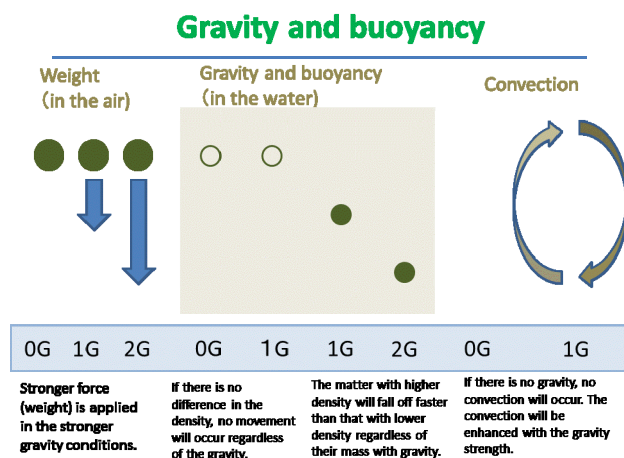 Gravity and buoyancy
Weight
(in the air)
Gravity and buoyancy
(in the water)
Convection
0G 1G 2G 0G 1G 1G 2G 0G 1G
Stronger force
(weight) is applied
in the stronger
gravity conditions.
If there is no
difference in the
density, no movement
will occur regardless
of the gravity.
The matter with higher
density will fall off faster
than that with lower
density regardless of
their mass with gravity.
If there is no gravity, no
convection will occur. The
convection will be
enhanced with the gravity
strength.